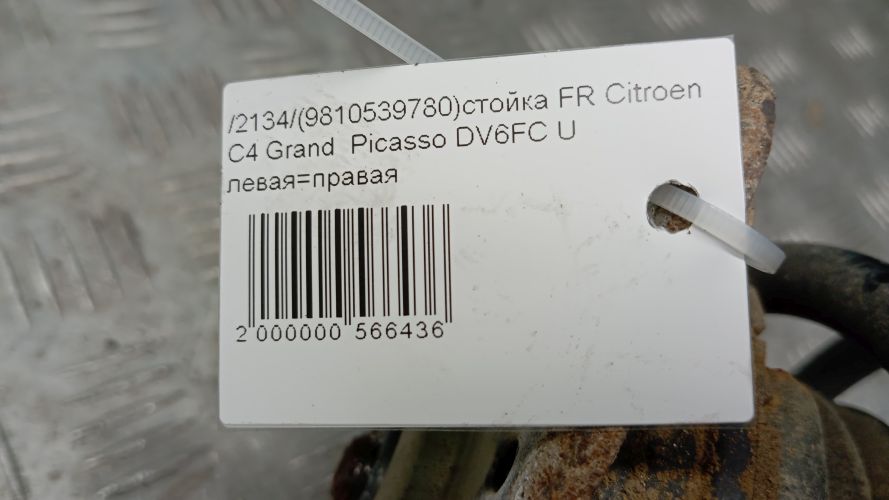 /2134/(9810539780)стойка FR Citroen
C4 Grand  Picasso DV6FC U
левая=правая
2 000000 566436